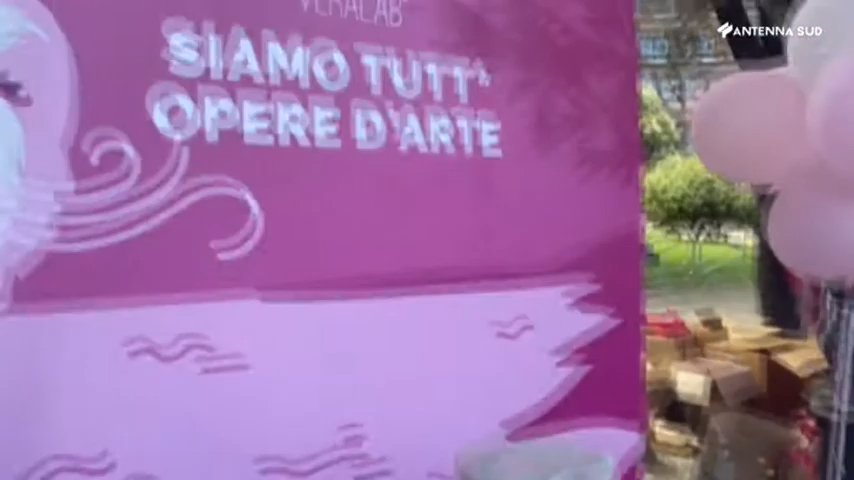 VERALAB®
SIAMO TUTT*
OPERE D'ARTE
ANTENNA SUD